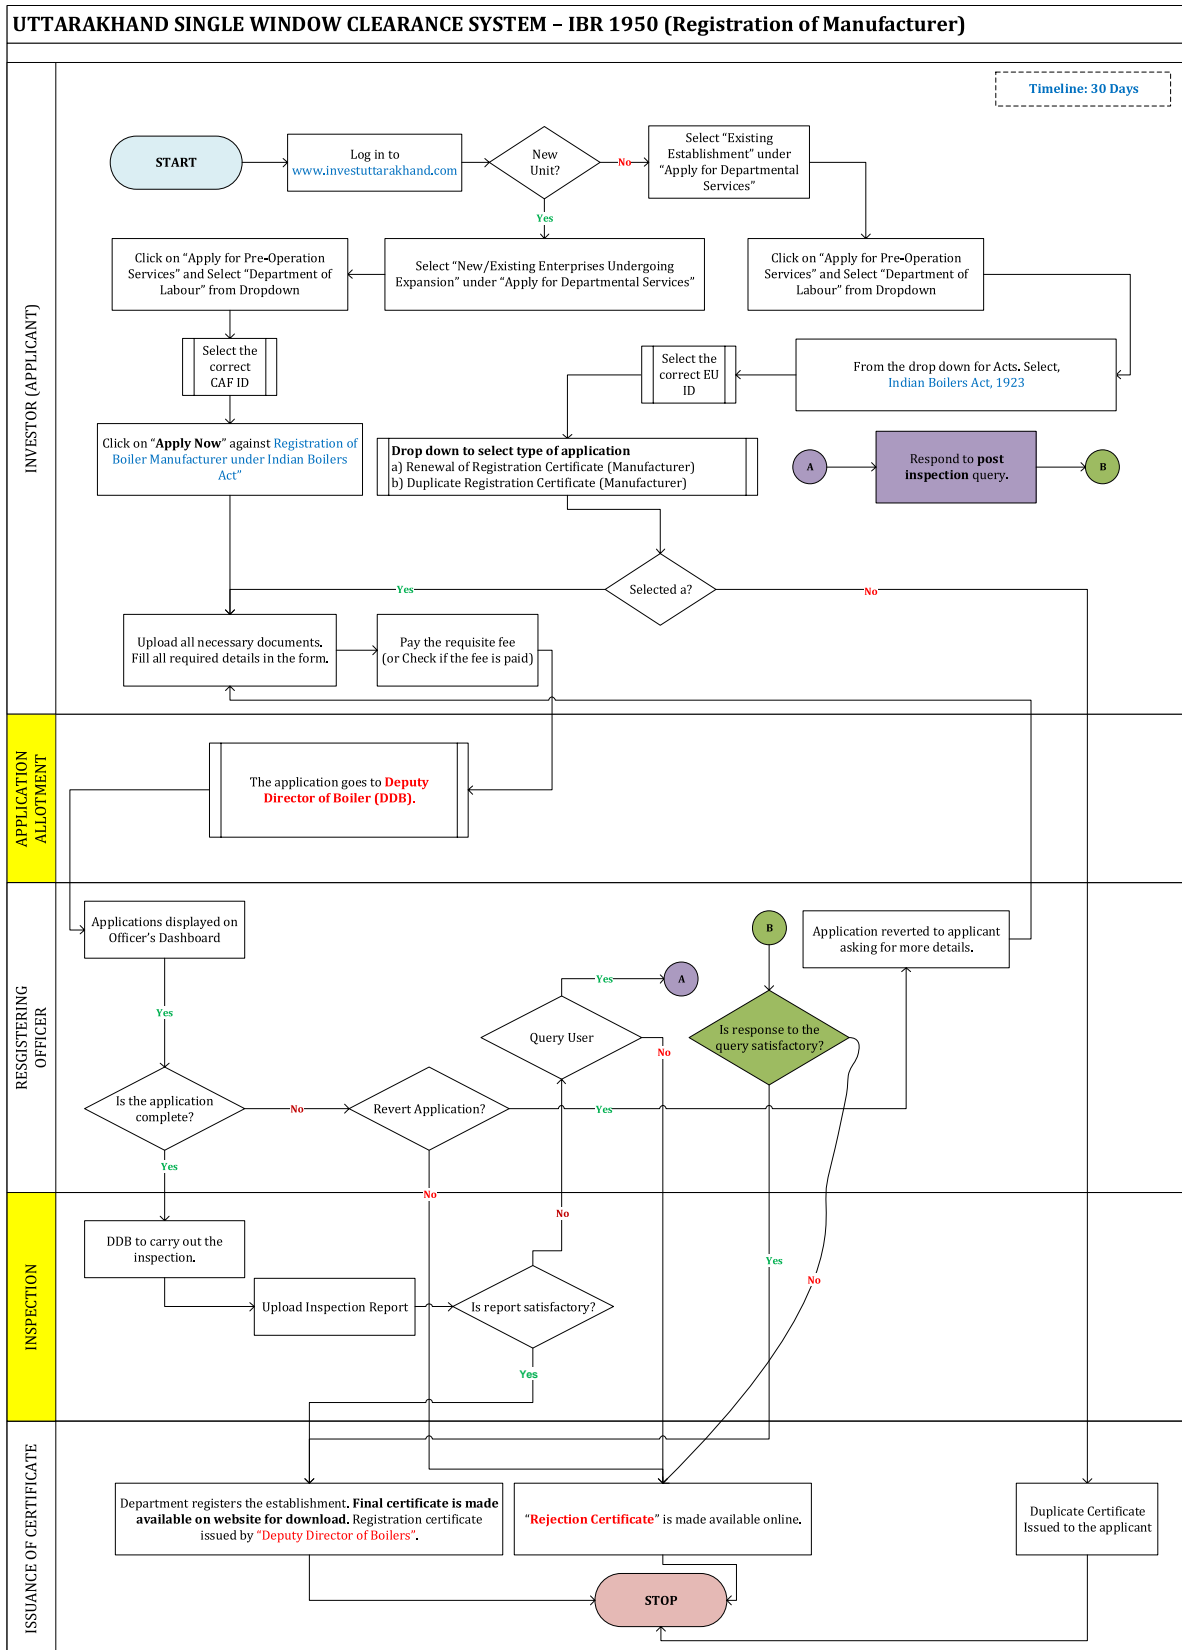 UTTARAKHAND SINGLE WINDOW CLEARANCE SYSTEM – IBR 1950 (Registration of Manufacturer)
INVESTOR (APPLICANT)
Timeline: 30 Days
START
Log in to
www.investuttarakhand.com
New
Unit?
No
Select “Existing
Establishment” under
“Apply for Departmental
Services”
Yes
Click on “Apply for Pre-Operation
Services” and Select “Department of
Labour” from Dropdown
Select “New/Existing Enterprises Undergoing
Expansion” under “Apply for Departmental Services”
Click on “Apply for Pre-Operation
Services” and Select “Department of
Labour” from Dropdown
Select the
correct
CAF ID
Select the
correct EU
ID
From the drop down for Acts. Select,
Indian Boilers Act, 1923
Click on “Apply Now” against Registration of
Boiler Manufacturer under Indian Boilers
Act”
Drop down to select type of application
a) Renewal of Registration Certificate (Manufacturer)
b) Duplicate Registration Certificate (Manufacturer)
A
Respond to post
inspection query.
B
Yes
Selected a?
No
Upload all necessary documents.
Fill all required details in the form.
Pay the requisite fee
(or Check if the fee is paid)
APPLICATION
ALLOTMENT
The application goes to Deputy
Director of Boiler (DDB).
RESGISTERING
OFFICER
Applications displayed on
Officer’s Dashboard
B
Application reverted to applicant
asking for more details.
Yes
A
Yes
Query User
No
Is response to the
query satisfactory?
Is the application
complete?
No
Revert Application?
Yes
Yes
No
INSPECTION
No
DDB to carry out the
inspection.
Yes
No
Upload Inspection Report
Is report satisfactory?
Yes
ISSUANCE OF CERTIFICATE
Department registers the establishment. Final certificate is made
available on website for download. Registration certificate
issued by “Deputy Director of Boilers”.
“Rejection Certificate” is made available online.
Duplicate Certificate
Issued to the applicant
STOP